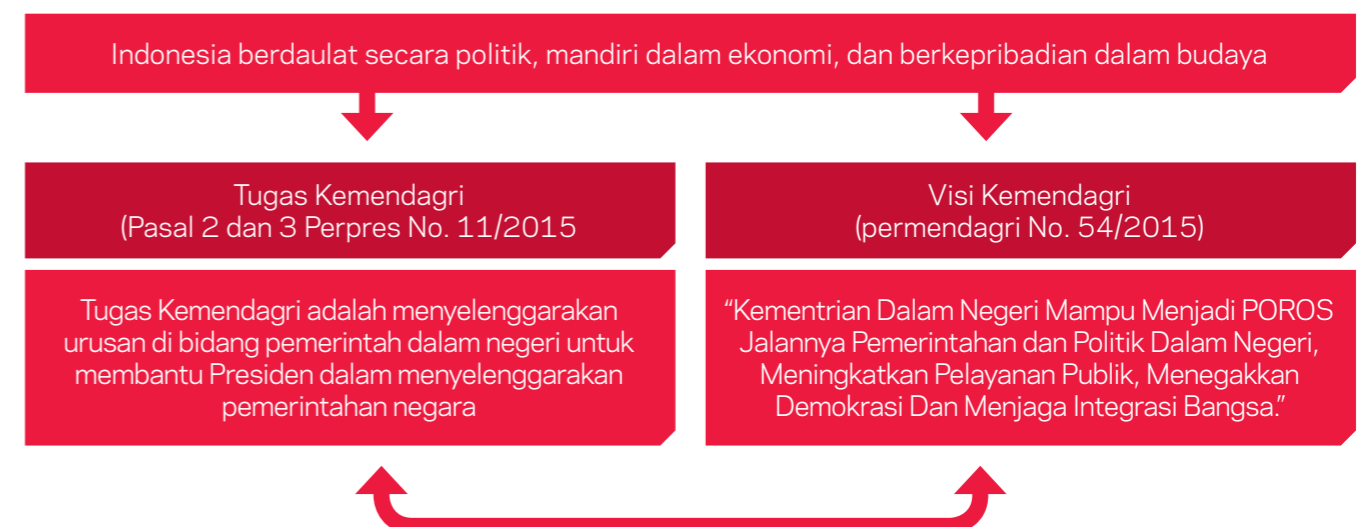 Indonesia berdaulat secara politik, mandiri dalam ekonomi, dan berkepribadian dalam budaya
Tugas Kemendagri
(Pasal 2 dan 3 Perpres No. 11/2015
Tugas Kemendagri adalah menyelenggarakan
urusan di bidang pemerintah dalam negeri untuk
membantu Presiden dalam menyelenggarakan
pemerintahan negara
Visi Kemendagri
(permendagri No. 54/2015)
“Kementrian Dalam Negeri Mampu Menjadi POROS
Jalannya Pemerintahan dan Politik Dalam Negeri,
Meningkatkan Pelayanan Publik, Menegakkan
Demokrasi Dan Menjaga Integrasi Bangsa.”